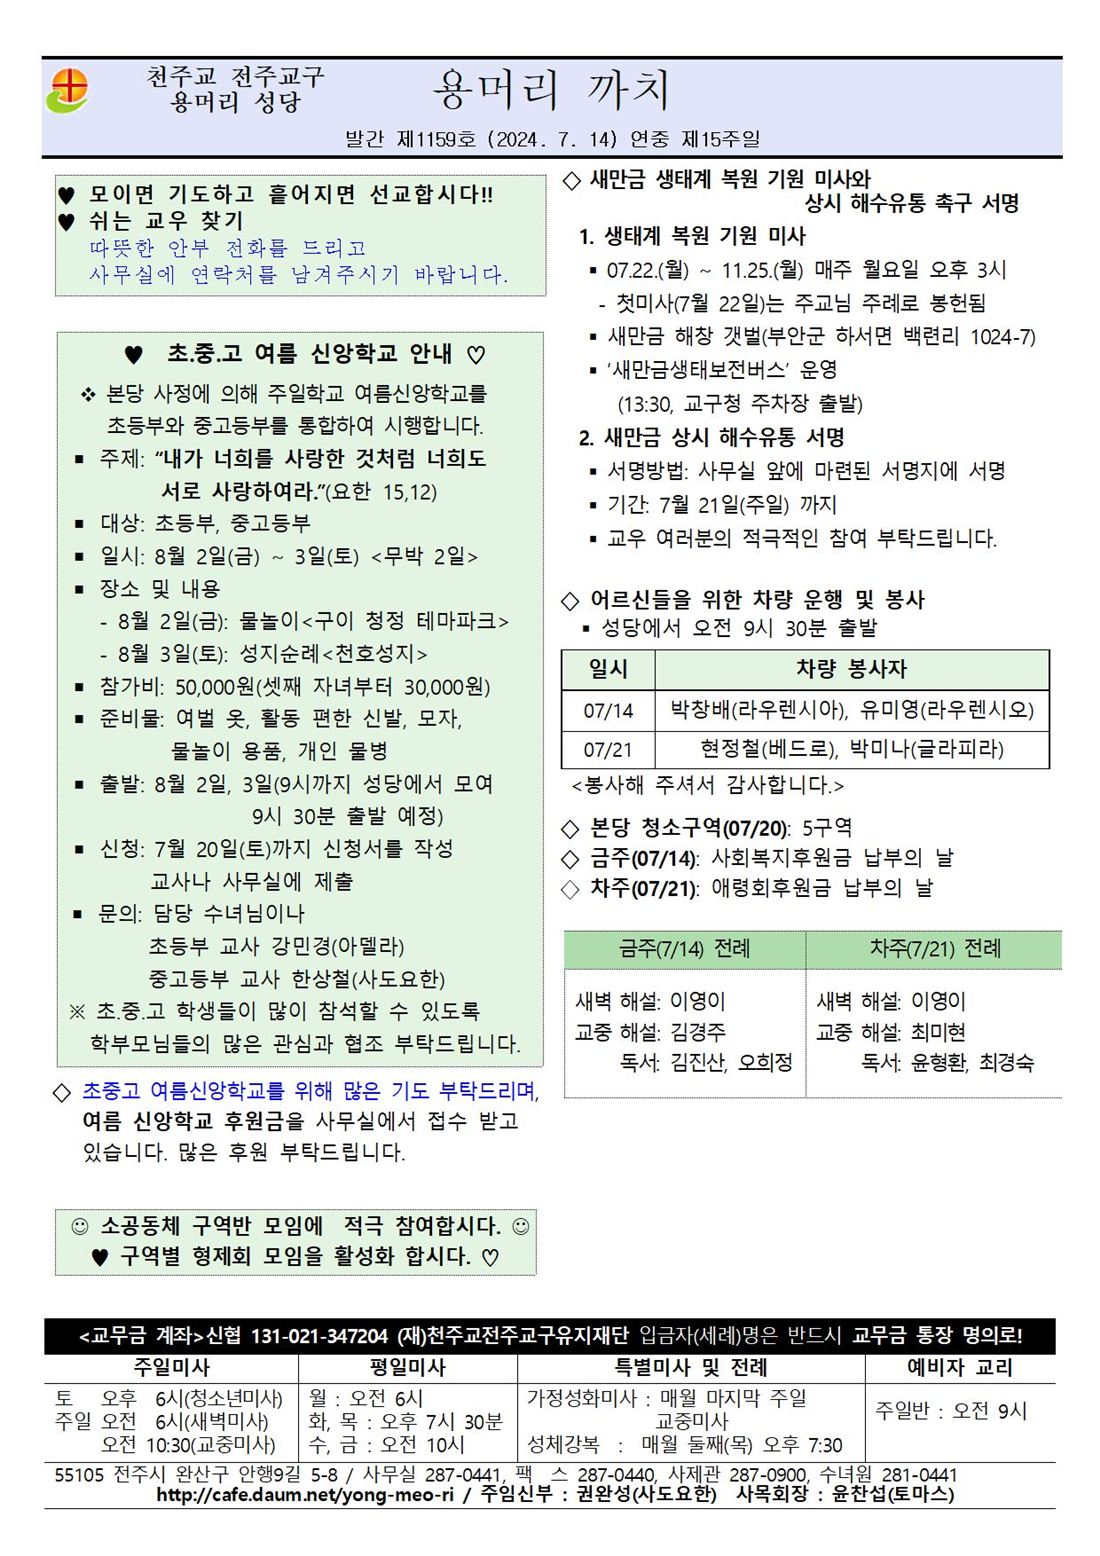 천주교 전주교구
용머리 성당
용머리 까치
발간 제1159호 (2024. 7. 14) 연중 제15주일
♥ 모이면 기도하고 흩어지면 선교합시다!!
♥ 쉬는 교우 찾기
따뜻한 안부 전화를 드리고
사무실에 연락처를 남겨주시기 바랍니다.
♥ 초.중.고 여름 신앙학교 안내 ♡
❖ 본당 사정에 의해 주일학교 여름신앙학교를
초등부와 중고등부를 통합하여 시행합니다.
▪ 주제: “내가 너희를 사랑한 것처럼 너희도
서로 사랑하여라.”(요한 15,12)
▪ 대상: 초등부, 중고등부
▪ 일시: 8월 2일(금) ~ 3일(토) <무박 2일>
▪ 장소 및 내용
- 8월 2일(금): 물놀이<구이 청정 테마파크>
- 8월 3일(토): 성지순례<천호성지>
▪ 참가비: 50,000원(셋째 자녀부터 30,000원)
▪ 준비물: 여벌 옷, 활동 편한 신발, 모자,
물놀이 용품, 개인 물병
▪ 출발: 8월 2일, 3일(9시까지 성당에서 모여
9시 30분 출발 예정)
▪ 신청: 7월 20일(토)까지 신청서를 작성
교사나 사무실에 제출
▪ 문의: 담당 수녀님이나
초등부 교사 강민경(아델라)
중고등부 교사 한상철(사도요한)
※ 초.중.고 학생들이 많이 참석할 수 있도록
학부모님들의 많은 관심과 협조 부탁드립니다.
◇ 초중고 여름신앙학교를 위해 많은 기도 부탁드리며,
여름 신앙학교 후원금을 사무실에서 접수 받고
있습니다. 많은 후원 부탁드립니다.
☺ 소공동체 구역반 모임에 적극 참여합시다. ☺
♥ 구역별 형제회 모임을 활성화 합시다. ♡
◇ 새만금 생태계 복원 기원 미사와
상시 해수유통 촉구 서명
1. 생태계 복원 기원 미사
▪ 07.22.(월) ~ 11.25.(월) 매주 월요일 오후 3시
- 첫미사(7월 22일)는 주교님 주례로 봉헌됨
▪ 새만금 해창 갯벌(부안군 하서면 백련리 1024-7)
▪ ‘새만금생태보전버스’ 운영
(13:30, 교구청 주차장 출발)
2. 새만금 상시 해수유통 서명
▪ 서명방법: 사무실 앞에 마련된 서명지에 서명
▪ 기간: 7월 21일(주일) 까지
▪ 교우 여러분의 적극적인 참여 부탁드립니다.
◇ 어르신들을 위한 차량 운행 및 봉사
▪ 성당에서 오전 9시 30분 출발
일시 차량 봉사자
07/14 박창배(라우렌시아), 유미영(라우렌시오)
07/21 현정철(베드로), 박미나(글라피라)
<봉사해 주셔서 감사합니다.>
◇ 본당 청소구역(07/20): 5구역
◇ 금주(07/14): 사회복지후원금 납부의 날
◇ 차주(07/21): 애령회후원금 납부의 날
금주(7/14) 전례 차주(7/21) 전례
새벽 해설: 이영이 새벽 해설: 이영이
교중 해설: 김경주 교중 해설: 최미현
독서: 김진산, 오희정 독서: 윤형환, 최경숙
<교무금 계좌>신협 131-021-347204 (재)천주교전주교구유지재단 입금자(세례)명은 반드시 교무금 통장 명의로!
주일미사 평일미사 특별미사 및 전례 예비자 교리
토 오후 6시(청소년미사) 월 : 오전 6시 가정성화미사 : 매월 마지막 주일
주일 오전 6시(새벽미사) 화, 목 : 오후 7시 30분 교중미사 주일반 : 오전 9시
오전 10:30(교중미사) 수, 금 : 오전 10시 성체강복 : 매월 둘째(목) 오후 7:30
55105 전주시 완산구 안행9길 5-8 / 사무실 287-0441, 팩 스 287-0440, 사제관 287-0900, 수녀원 281-0441
http://cafe.daum.net/yong-meo-ri / 주임신부 : 권완성(사도요한) 사목회장 : 윤찬섭(토마스)